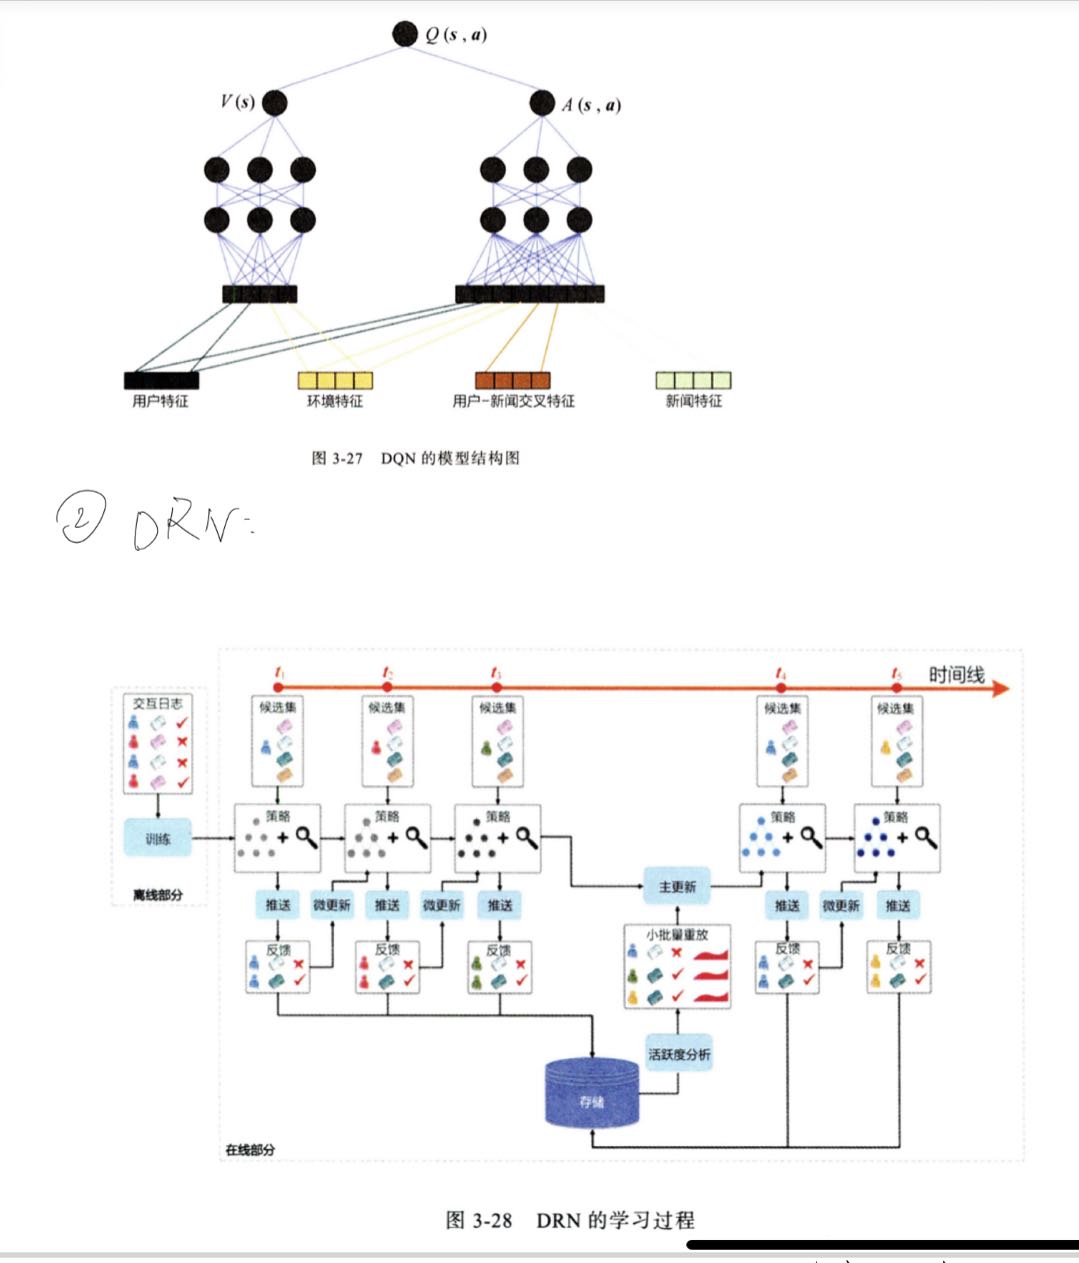 Q(s,a)
V(s)
A(s,a)
用户特征
环境特征
用户-新闻交叉特征
新闻特征
图 3-27 DQN 的模型结构图
② DRN:
t1 t2 t3 t4 t5 时间线
交互日志
候选集 候选集 候选集 候选集 候选集
策略 策略 策略 策略 策略
+ + + + +
训练
离线部分
主更新
推送 微更新 推送 微更新 推送 推送 微更新 推送
小批量重放
反馈 反馈 反馈 反馈 反馈
活跃度分析
存储
在线部分
图 3-28 DRN 的学习过程